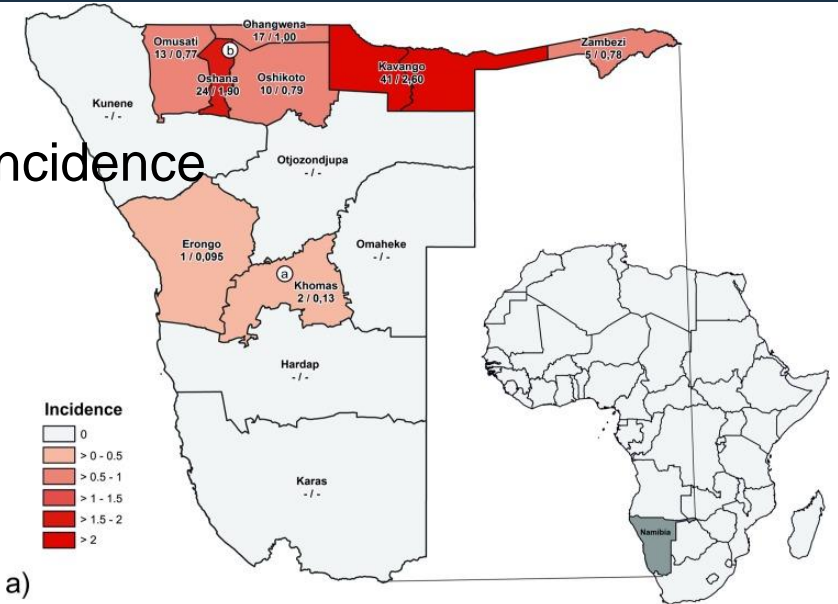 Ohangwena
17 / 1,00
Omusati
13 / 0,77
b
Oshana
24 / 1,90
Oshikoto
10 / 0,79
Kavango
41 / 2,60
Zambezi
5 / 0,78
Kunene
- / -
ncidence
Otjozondjupa
- / -
Erongo
1 / 0,095
Omaheke
- / -
a
Khomas
2 / 0,13
Hardap
- / -
Karas
- / -
Incidence
0
> 0 - 0.5
> 0.5 - 1
> 1 - 1.5
> 1.5 - 2
> 2
Namibia
a)